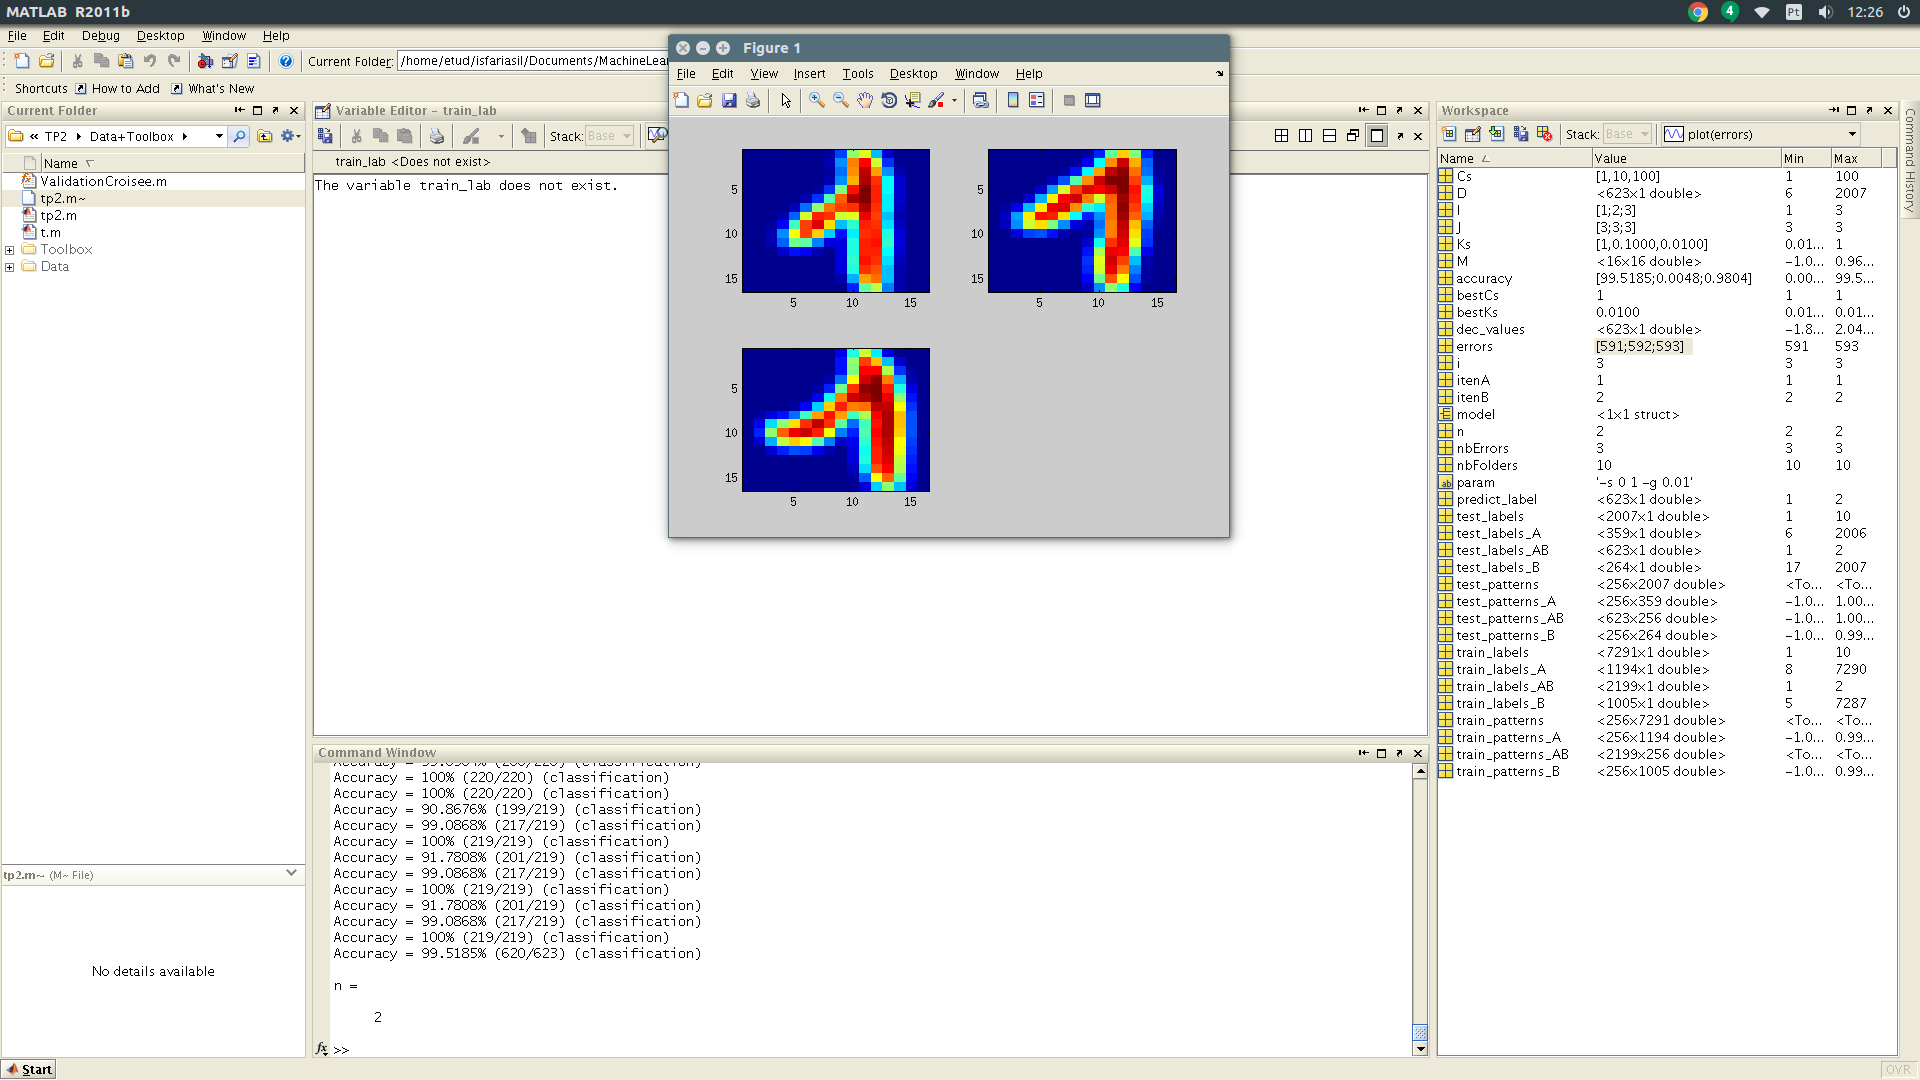 MATLAB R2011b
4 Pt 12:26
File Edit Debug Desktop Window Help
Current Folder: /home/etud/isfariasil/Documents/MachineLear
Shortcuts How to Add What's New
Current Folder
« TP2 Data+Toolbox
Name
ValidationCroisee.m
tp2.m~
tp2.m
t.m
Toolbox
Data
tp2.m~ (M~ File)
No details available
Start
Variable Editor - train_lab
Stack: Base
train_lab <Does not exist>
The variable train_lab does not exist.
Figure 1
File Edit View Insert Tools Desktop Window Help
5
10
15
5 10 15
5
10
15
5 10 15
5
10
15
5 10 15
Command Window
Accuracy = 100% (220/220) (classification)
Accuracy = 100% (220/220) (classification)
Accuracy = 90.8676% (199/219) (classification)
Accuracy = 99.0868% (217/219) (classification)
Accuracy = 100% (219/219) (classification)
Accuracy = 91.7808% (201/219) (classification)
Accuracy = 99.0868% (217/219) (classification)
Accuracy = 100% (219/219) (classification)
Accuracy = 91.7808% (201/219) (classification)
Accuracy = 99.0868% (217/219) (classification)
Accuracy = 100% (219/219) (classification)
Accuracy = 99.5185% (620/623) (classification)
n =
2
fx >>
Workspace
Stack: Base plot(errors)
Name Value Min Max
Cs [1,10,100] 1 100
D <623x1 double> 6 2007
I [1;2;3] 1 3
J [3;3;3] 3 3
Ks [1,0.1000,0.0100] 0.01... 1
M <16x16 double> -1.0... 0.96...
accuracy [99.5185;0.0048;0.9804] 0.00... 99.5...
bestCs 1 1 1
bestKs 0.0100 0.01... 0.01...
dec_values <623x1 double> -1.8... 2.04...
errors [591;592;593] 591 593
i 3 3 3
itenA 1 1 1
itenB 2 2 2
model <1x1 struct>
n 2 2 2
nbErrors 3 3 3
nbFolders 10 10 10
param '-s 0 1 -g 0.01'
predict_label <623x1 double> 1 2
test_labels <2007x1 double> 1 10
test_labels_A <359x1 double> 6 2006
test_labels_AB <623x1 double> 1 2
test_labels_B <264x1 double> 17 2007
test_patterns <256x2007 double> <To... <To...
test_patterns_A <256x359 double> -1.0... 1.00...
test_patterns_AB <623x256 double> -1.0... 1.00...
test_patterns_B <256x264 double> -1.0... 0.99...
train_labels <7291x1 double> 1 10
train_labels_A <1194x1 double> 8 7290
train_labels_AB <2199x1 double> 1 2
train_labels_B <1005x1 double> 5 7287
train_patterns <256x7291 double> <To... <To...
train_patterns_A <256x1194 double> -1.0... 0.99...
train_patterns_AB <2199x256 double> <To... <To...
train_patterns_B <256x1005 double> -1.0... 0.99...
Command History
OVR